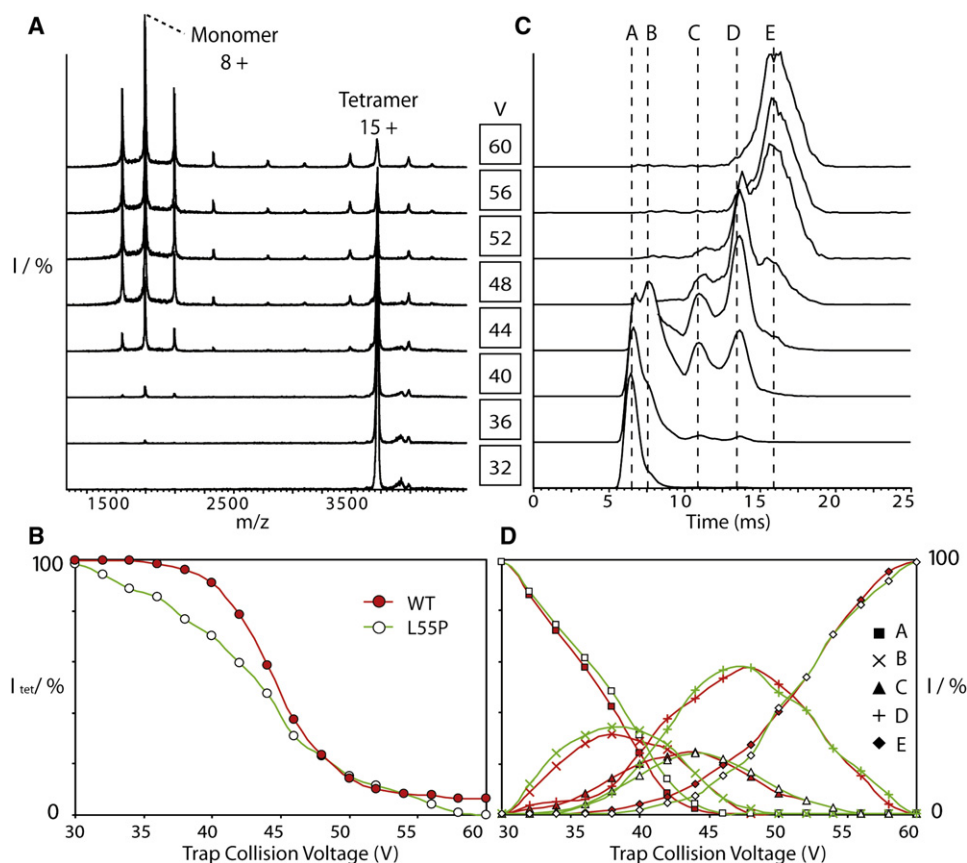 A
Monomer
8 +
Tetramer
15 +
I / %
1500
2500
3500
m/z
V
60
56
52
48
44
40
36
32
C
A
B
C
D
E
0
5
10
15
20
25
Time (ms)
B
100
I tet/ %
0
WT
L55P
30
35
40
45
50
55
60
Trap Collision Voltage (V)
D
100
I / %
0
A
B
C
D
E
30
35
40
45
50
55
60
Trap Collision Voltage (V)